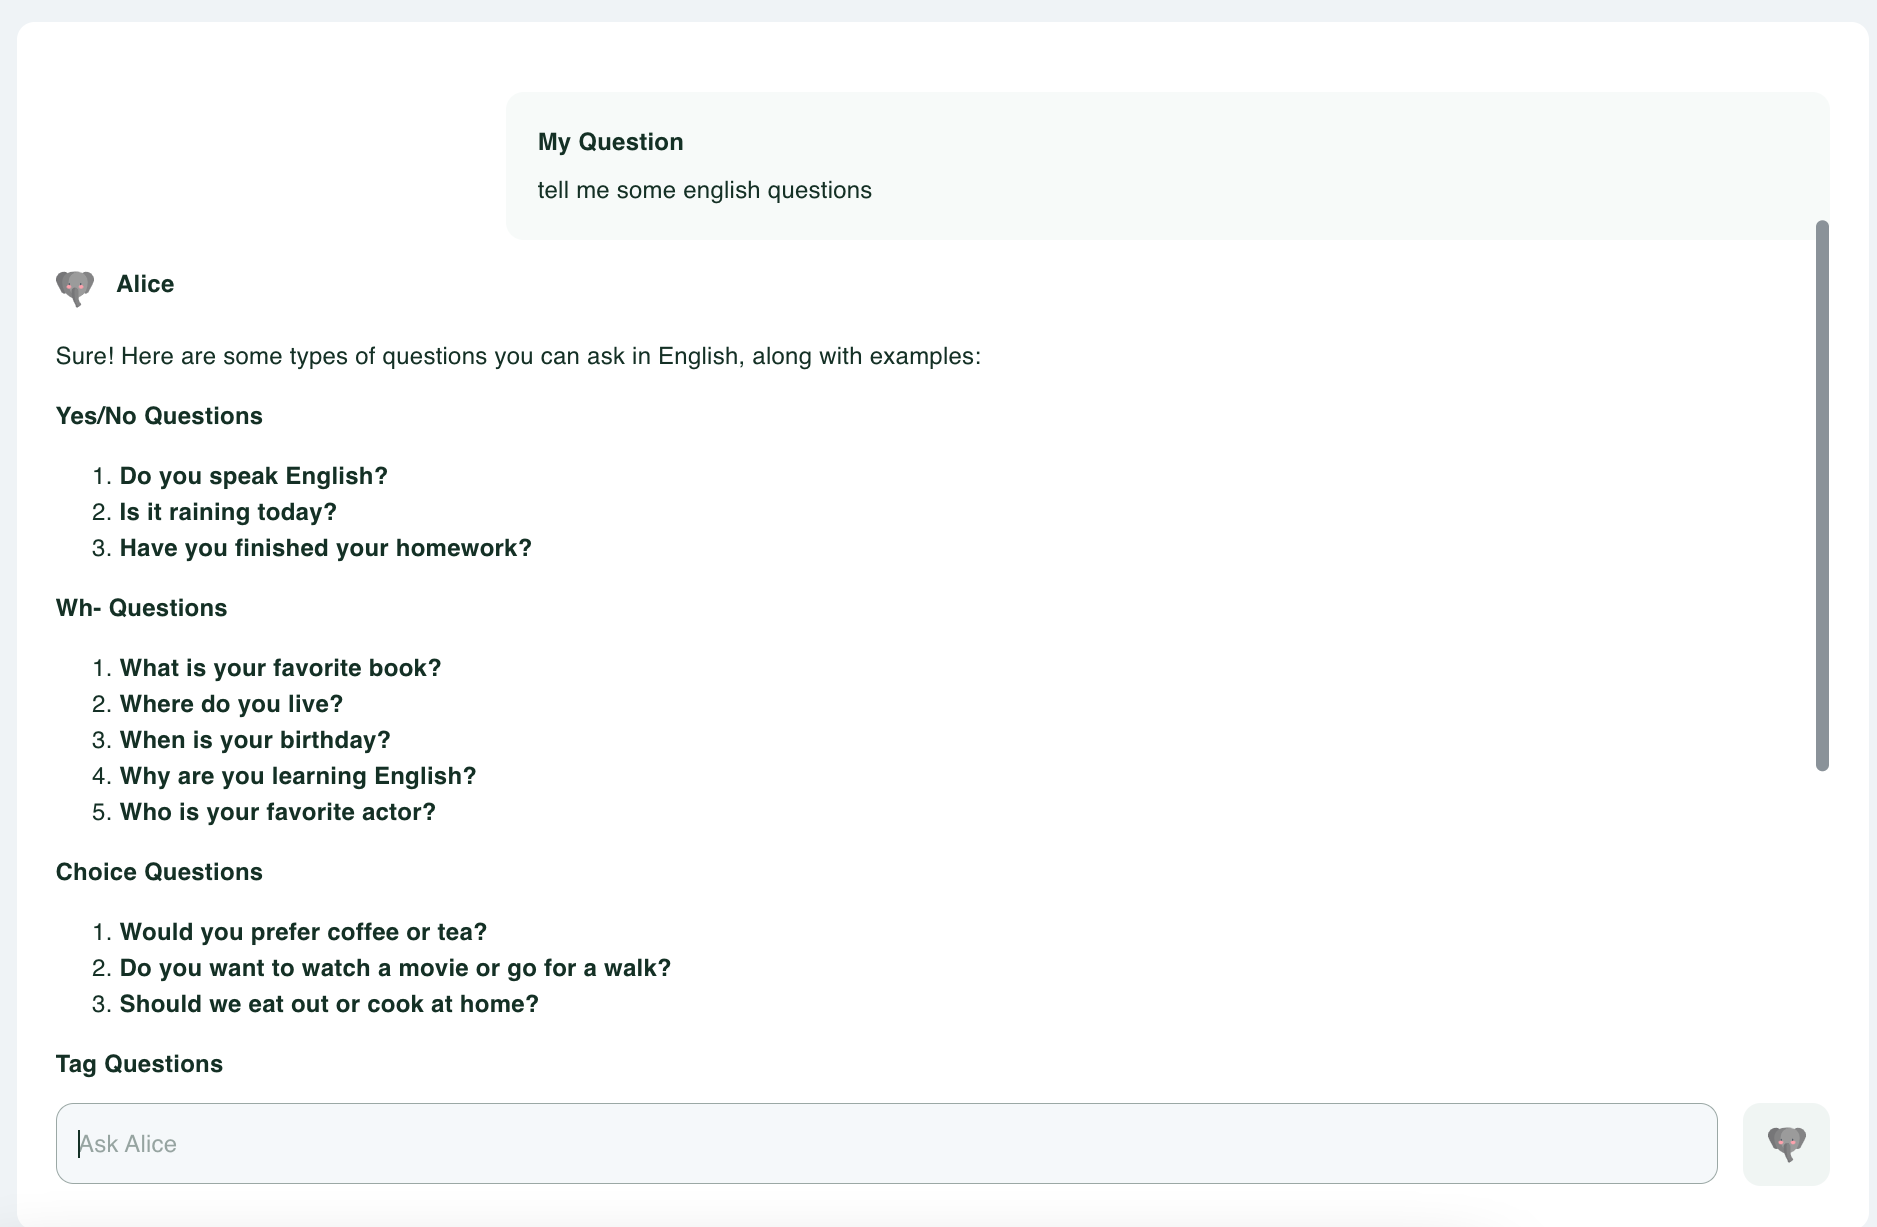 My Question
tell me some english questions
Alice
Sure! Here are some types of questions you can ask in English, along with examples:
Yes/No Questions
1. Do you speak English?
2. Is it raining today?
3. Have you finished your homework?
Wh- Questions
1. What is your favorite book?
2. Where do you live?
3. When is your birthday?
4. Why are you learning English?
5. Who is your favorite actor?
Choice Questions
1. Would you prefer coffee or tea?
2. Do you want to watch a movie or go for a walk?
3. Should we eat out or cook at home?
Tag Questions
Ask Alice